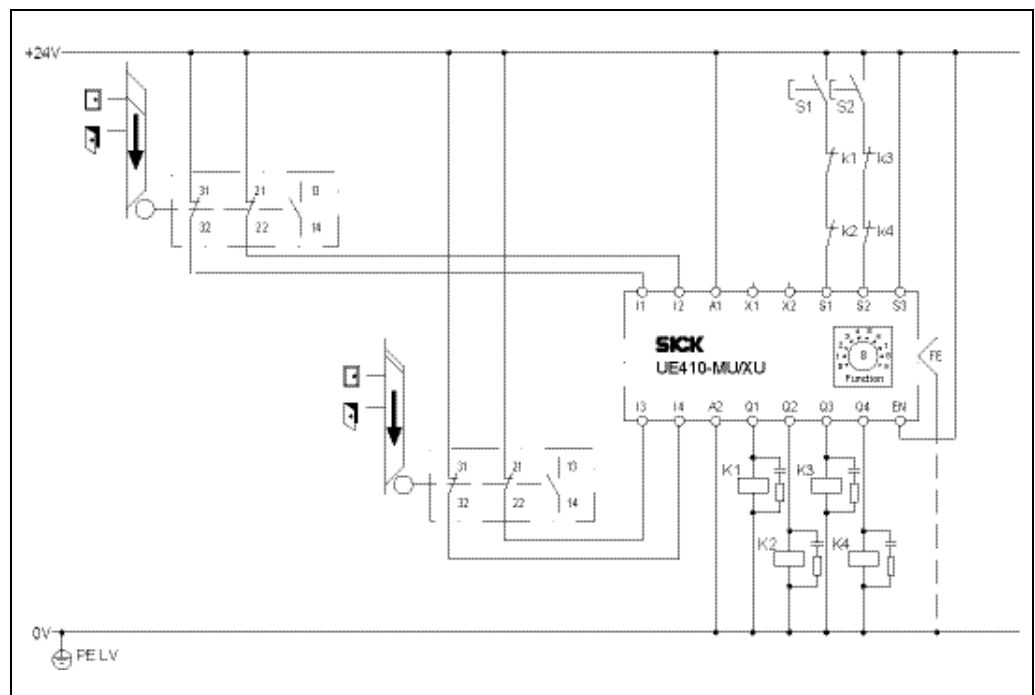 +24V
S1 S2
k1 k3
31 21 13
32 22 14
k2 k4
I1 I2 A1 X1 X2 S1 S2 S3
SICK
UE410-MU/XU
8
Function
FE
I3 I4 A2 Q1 Q2 Q3 Q4 EN
31 21 13
32 22 14
K1 K3
K2 K4
0V
PELV